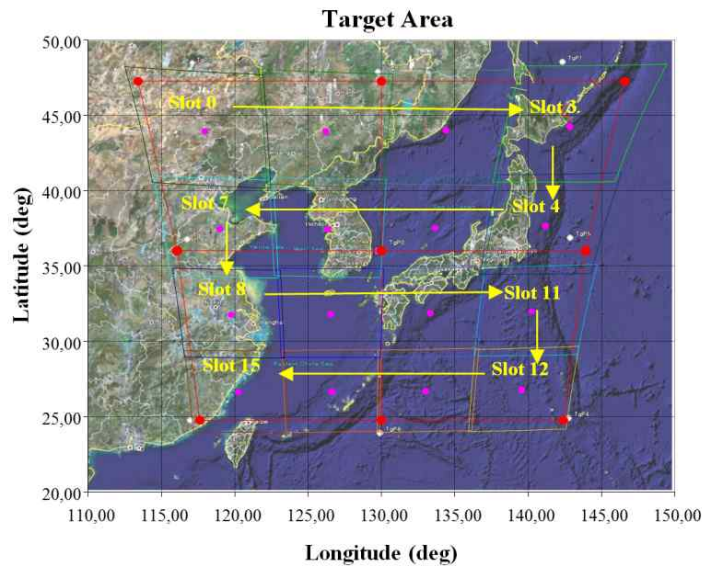 Target Area
50,00
45,00
40,00
35,00
30,00
25,00
20,00
Latitude (deg)
Slot 0
Slot 3
Slot 7
Slot 4
Slot 8
Slot 11
Slot 15
Slot 12
110,00 115,00 120,00 125,00 130,00 135,00 140,00 145,00 150,00
Longitude (deg)